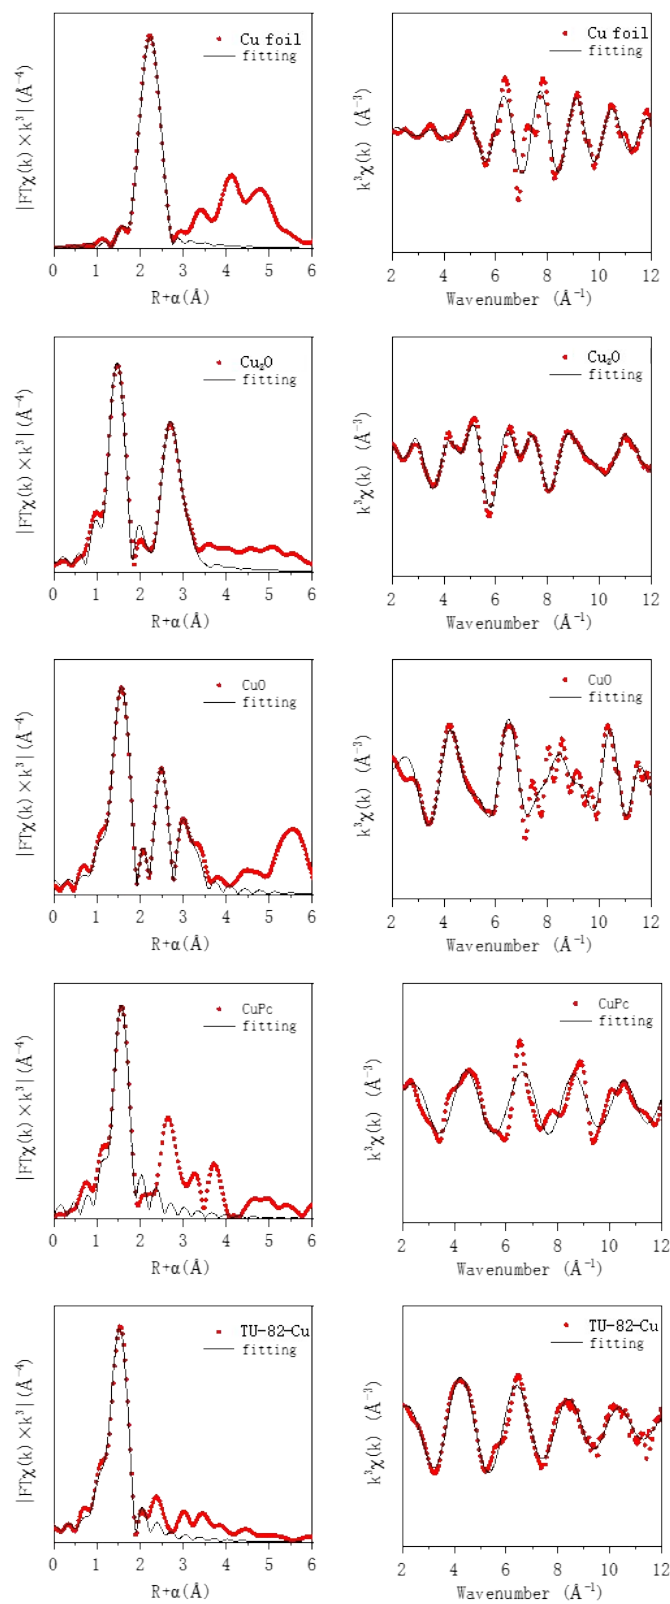 |FTχ(k)×k³|(Å⁻⁴)
Cu foil
fitting
0 1 2 3 4 5 6
R+α(Å)
k³χ(k) (Å⁻³)
Cu foil
fitting
2 4 6 8 10 12
Wavenumber (Å⁻¹)
|FTχ(k)×k³|(Å⁻⁴)
Cu₂O
fitting
0 1 2 3 4 5 6
R+α(Å)
k³χ(k) (Å⁻³)
Cu₂O
fitting
2 4 6 8 10 12
Wavenumber (Å⁻¹)
|FTχ(k)×k³|(Å⁻⁴)
CuO
fitting
0 1 2 3 4 5 6
R+α(Å)
k³χ(k) (Å⁻³)
CuO
fitting
2 4 6 8 10 12
Wavenumber (Å⁻¹)
|FTχ(k)×k³|(Å⁻⁴)
CuPc
fitting
0 1 2 3 4 5 6
R+α(Å)
k³χ(k) (Å⁻³)
CuPc
fitting
2 4 6 8 10 12
Wavenumber (Å⁻¹)
|FTχ(k)×k³|(Å⁻⁴)
TU-82-Cu
fitting
0 1 2 3 4 5 6
R+α(Å)
k³χ(k) (Å⁻³)
TU-82-Cu
fitting
2 4 6 8 10 12
Wavenumber (Å⁻¹)